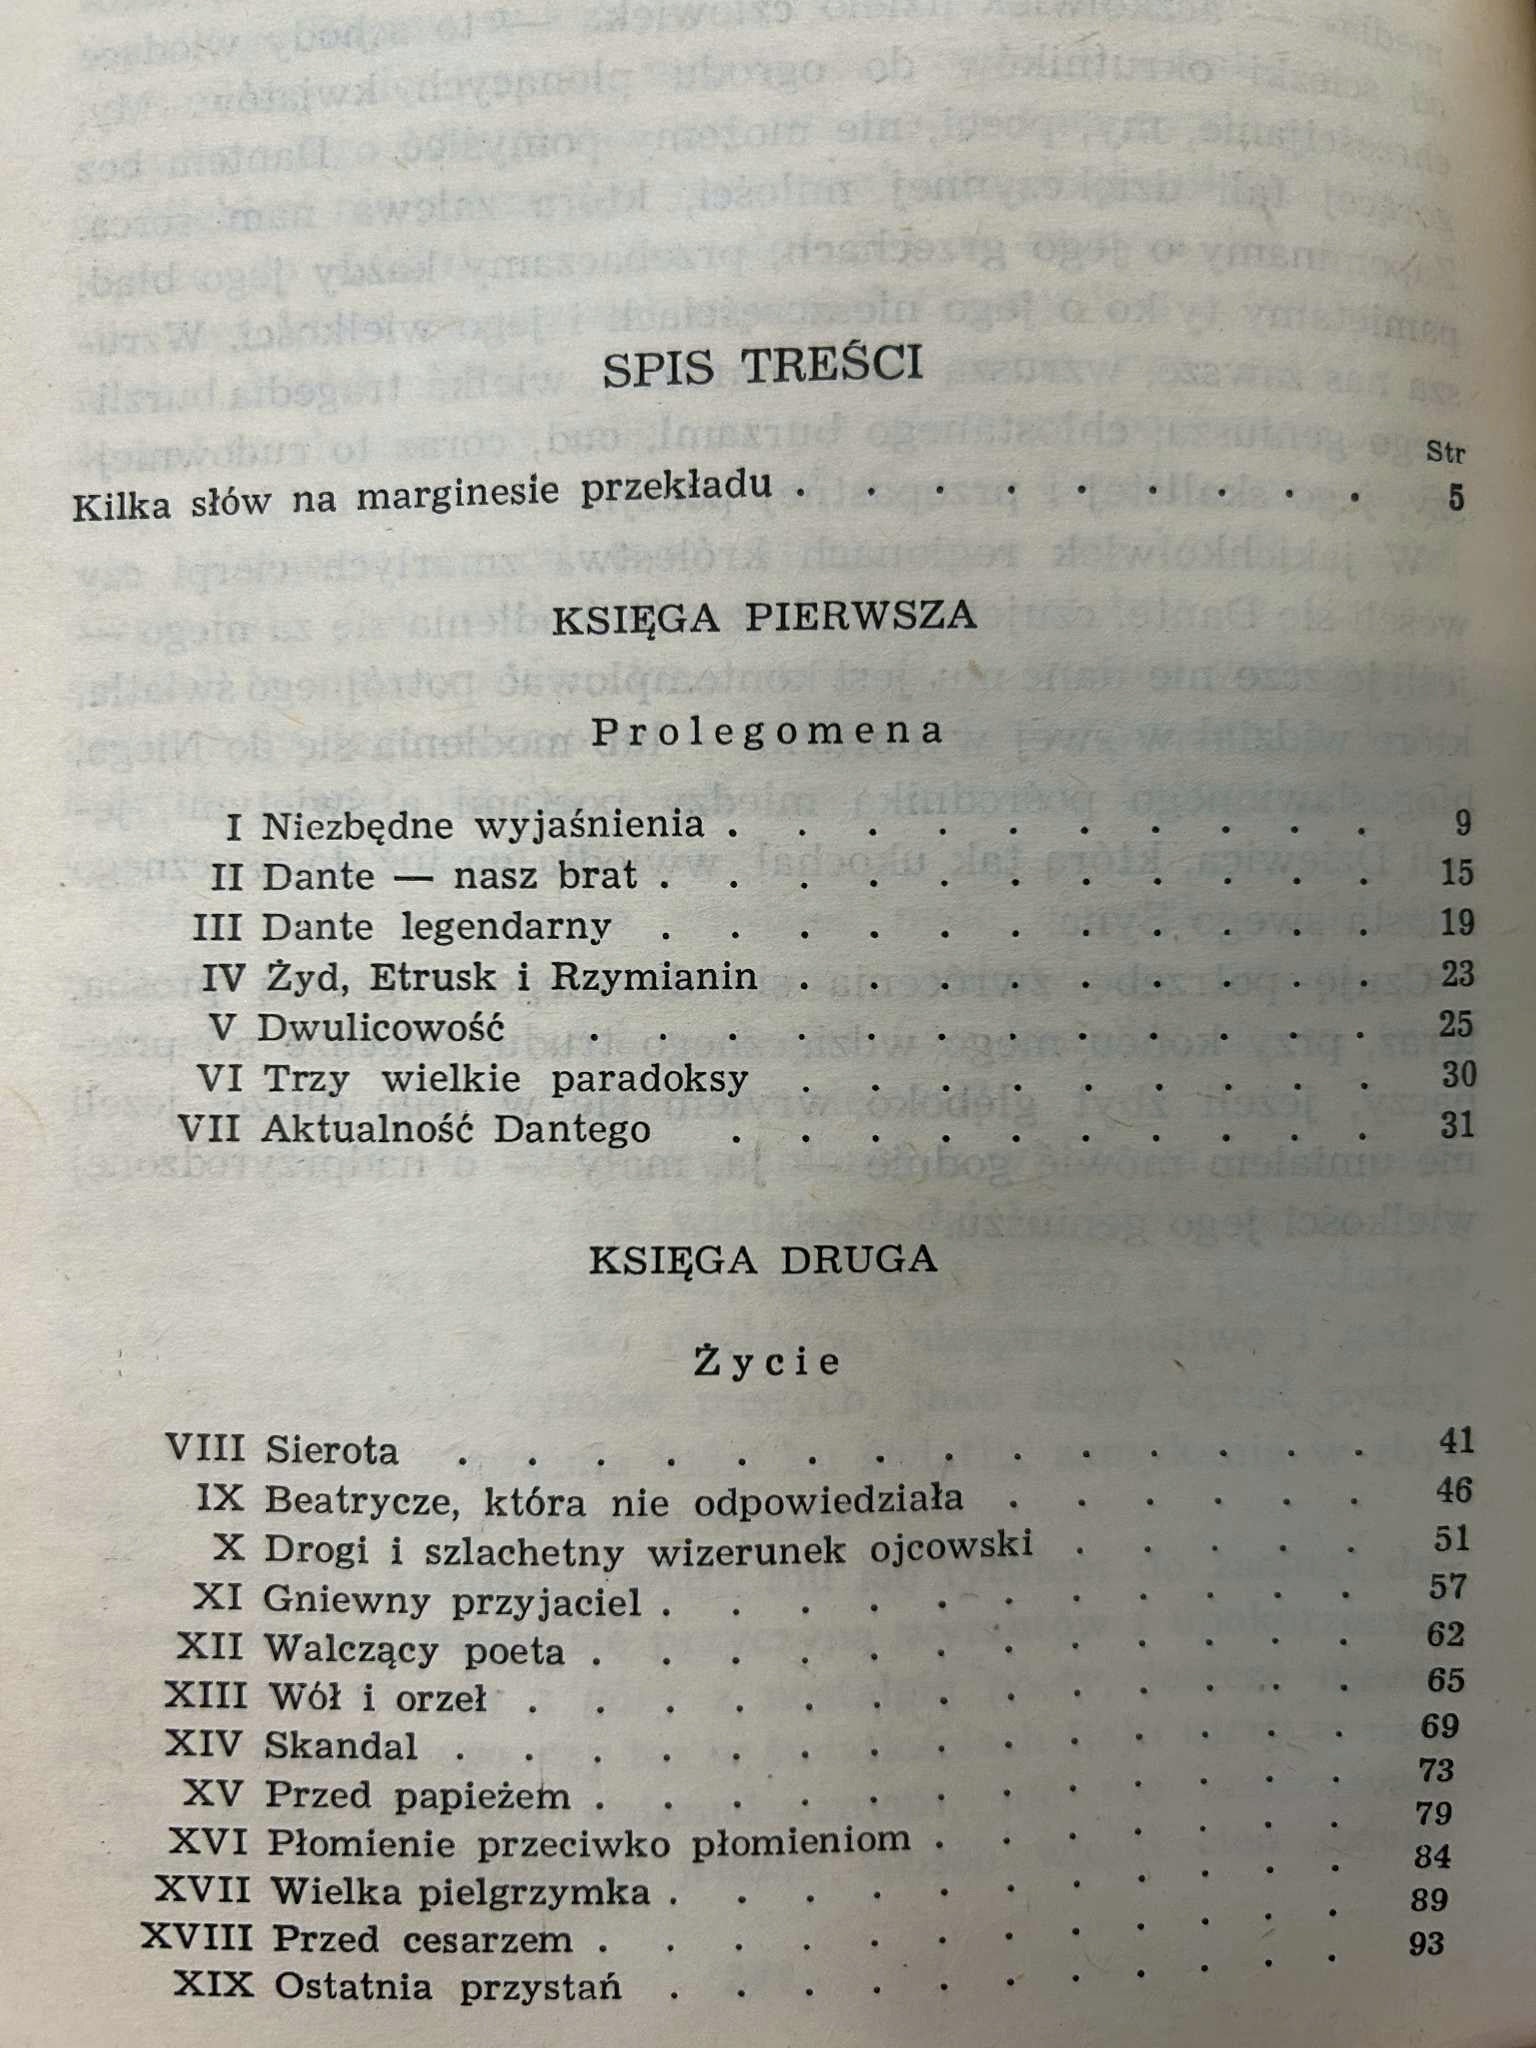 SPIS TREŚCI
Str
Kilka słów na marginesie przekładu . . . . . . . . . 5
KSIĘGA PIERWSZA
Prolegomena
I Niezbędne wyjaśnienia . . . . . . . . . . 9
II Dante — nasz brat . . . . . . . . . . . 15
III Dante legendarny . . . . . . . . . . . 19
IV Żyd, Etrusk i Rzymianin . . . . . . . . . 23
V Dwulicowość . . . . . . . . . . . . 25
VI Trzy wielkie paradoksy . . . . . . . . . 30
VII Aktualność Dantego . . . . . . . . . . 31
KSIĘGA DRUGA
Życie
VIII Sierota . . . . . . . . . . . . . . 41
IX Beatrycze, która nie odpowiedziała . . . . . . 46
X Drogi i szlachetny wizerunek ojcowski . . . . . 51
XI Gniewny przyjaciel . . . . . . . . . . . 57
XII Walczący poeta . . . . . . . . . . . . 62
XIII Wół i orzeł . . . . . . . . . . . . . 65
XIV Skandal . . . . . . . . . . . . . . 69
XV Przed papieżem . . . . . . . . . . . . 73
XVI Płomienie przeciwko płomieniom . . . . . . . 79
XVII Wielka pielgrzymka . . . . . . . . . . . 84
XVIII Przed cesarzem . . . . . . . . . . . . 89
XIX Ostatnia przystań . . . . . . . . . . . 93